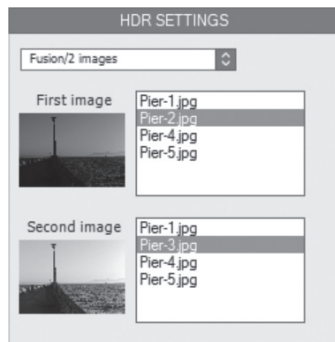 HDR SETTINGS
Fusion/2 images
First image
Pier-1.jpg
Pier-2.jpg
Pier-4.jpg
Pier-5.jpg
Second image
Pier-1.jpg
Pier-3.jpg
Pier-4.jpg
Pier-5.jpg